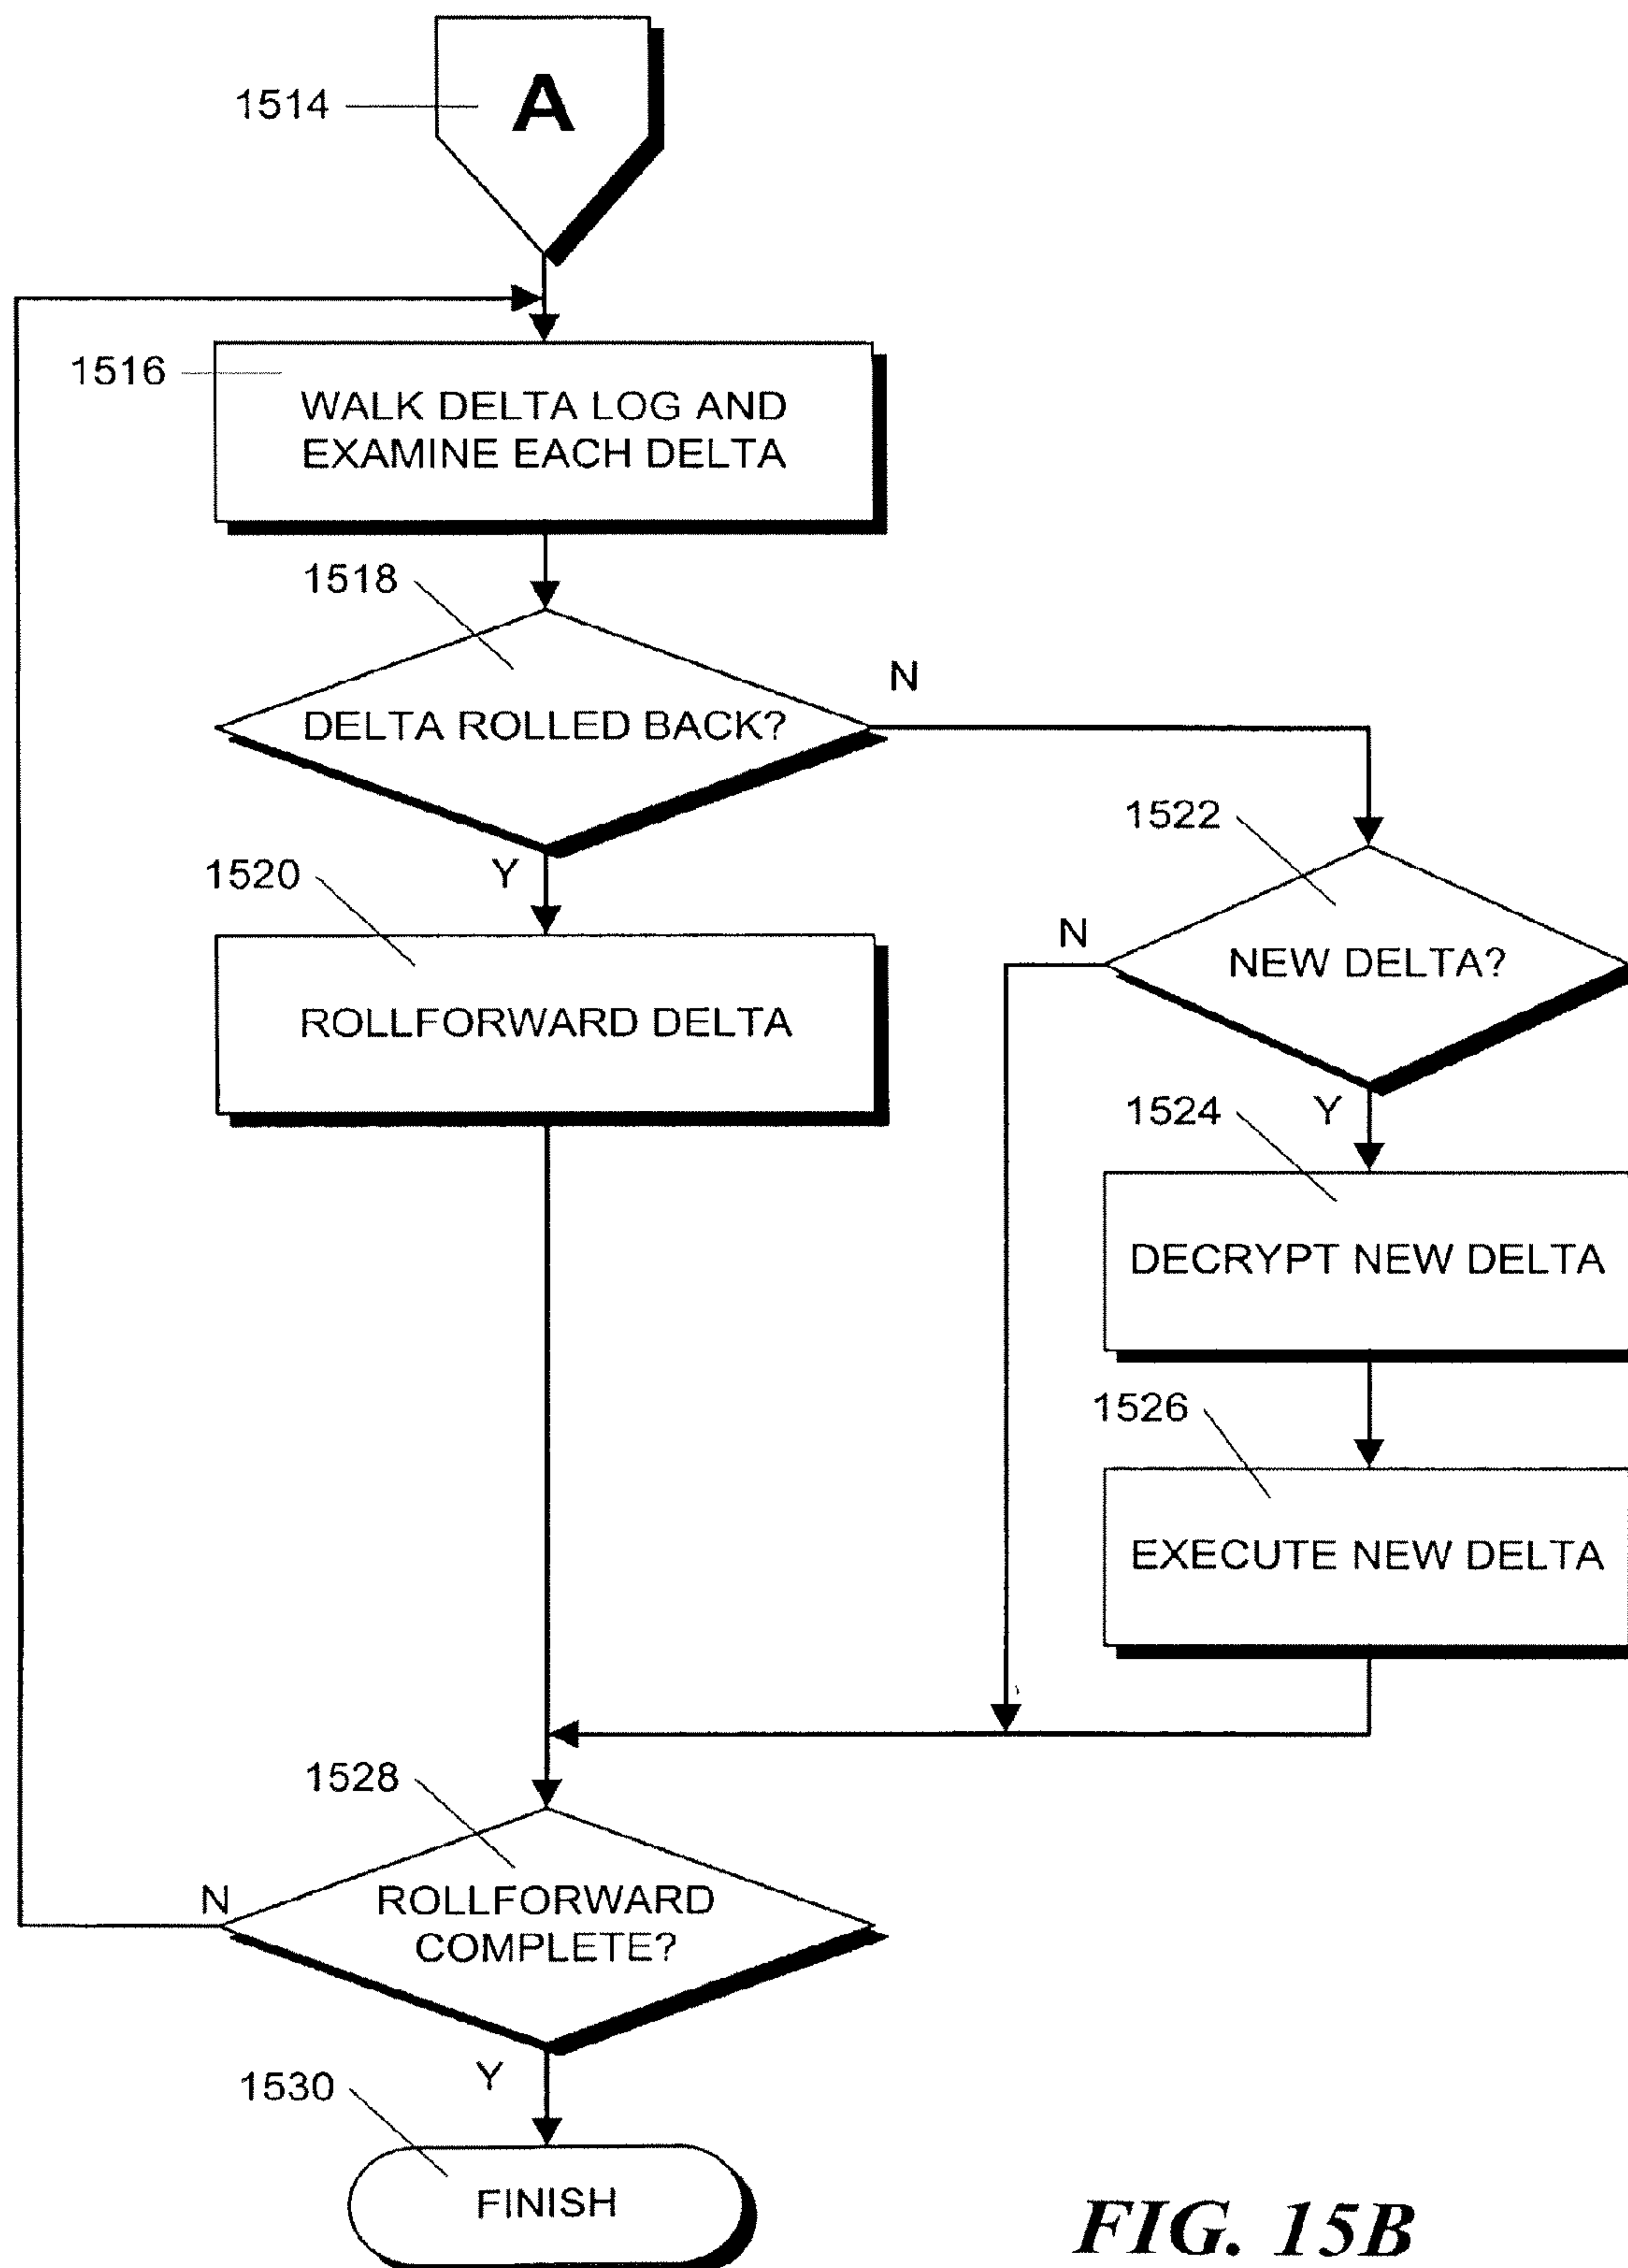 1514
A
1516
WALK DELTA LOG AND
EXAMINE EACH DELTA
1518
DELTA ROLLED BACK?
N
Y
1520
ROLLFORWARD DELTA
1522
NEW DELTA?
N
Y
1524
DECRYPT NEW DELTA
1526
EXECUTE NEW DELTA
1528
ROLLFORWARD
COMPLETE?
N
Y
1530
FINISH
FIG. 15B